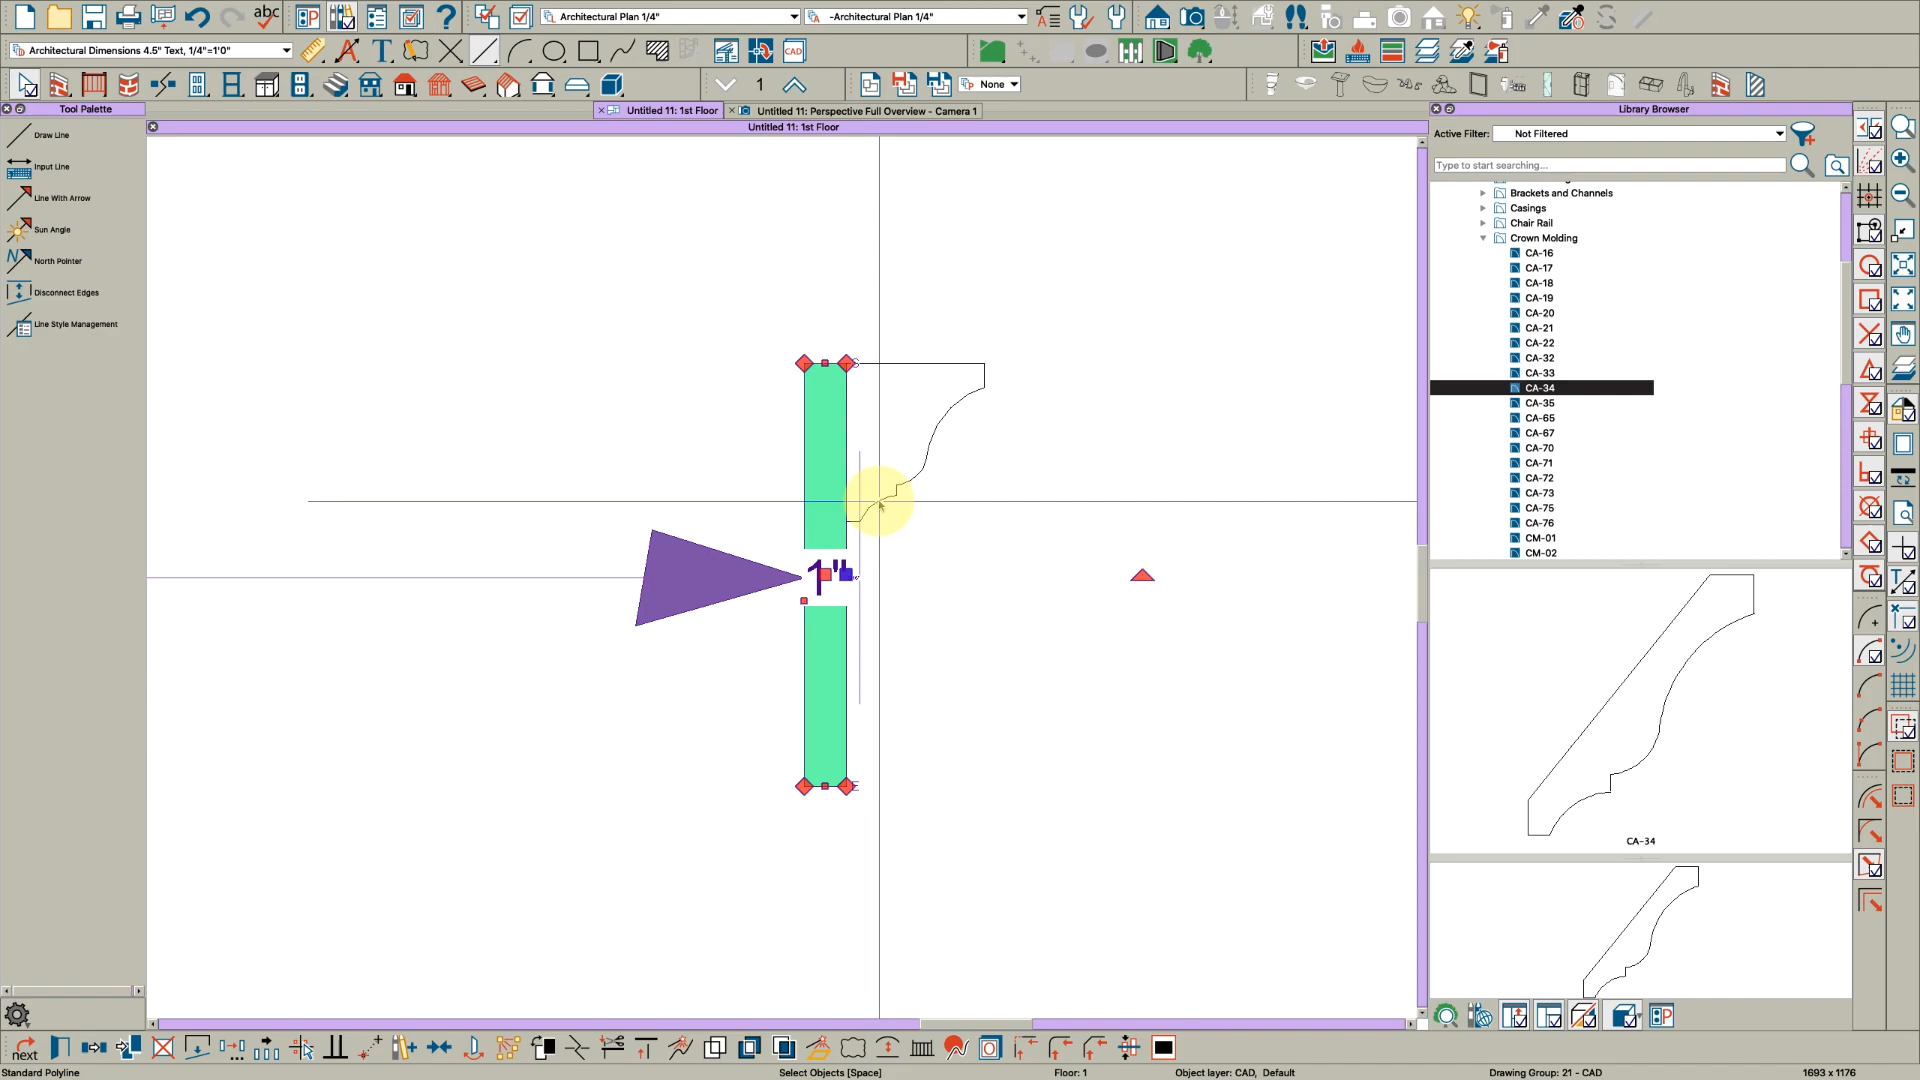 abc
Architectural Plan 1/4"
-Architectural Plan 1/4"
Architectural Dimensions 4.5" Text, 1/4"=1'0"
CAD
1
None
Tool Palette
Untitled 11: 1st Floor
Untitled 11: Perspective Full Overview - Camera 1
Library Browser
Untitled 11: 1st Floor
Draw Line
Input Line
Line With Arrow
Sun Angle
North Pointer
Disconnect Edges
Line Style Management
Active Filter:
Not Filtered
Type to start searching...
Brackets and Channels
Casings
Chair Rail
Crown Molding
CA-16
CA-17
CA-18
CA-19
CA-20
CA-21
CA-22
CA-32
CA-33
CA-34
CA-35
CA-65
CA-67
CA-70
CA-71
CA-72
CA-73
CA-75
CA-76
CM-01
CM-02
1"
CA-34
next
Standard Polyline
Select Objects [Space]
Floor: 1
Object layer: CAD, Default
Drawing Group: 21 - CAD
1693 x 1176